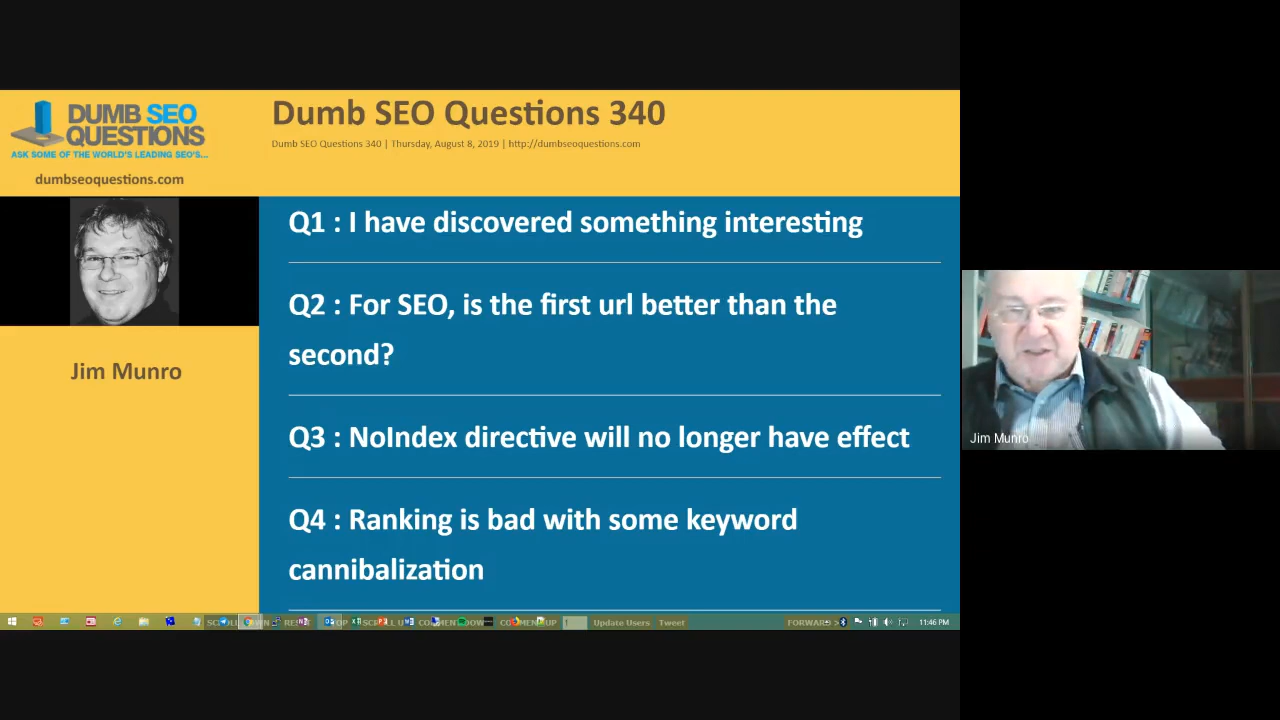 DUMB SEO
QUESTIONS
ASK SOME OF THE WORLD'S LEADING SEO'S...
dumbseoquestions.com
Dumb SEO Questions 340
Dumb SEO Questions 340 | Thursday, August 8, 2019 | http://dumbseoquestions.com
Jim Munro
Q1 : I have discovered something interesting
Q2 : For SEO, is the first url better than the
second?
Q3 : NoIndex directive will no longer have effect
Q4 : Ranking is bad with some keyword
cannibalization
Jim Munro
Update Users Tweet
FORWARD >
11:46 PM